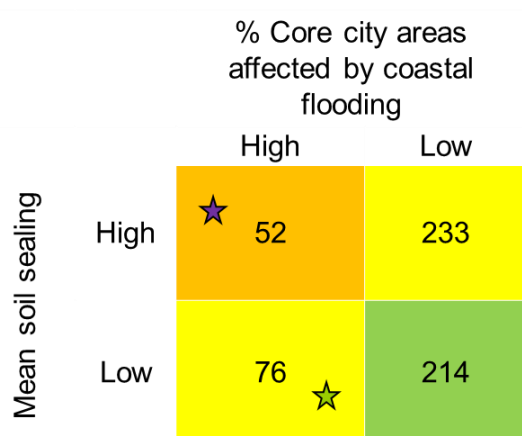 % Core city areas
affected by coastal
flooding
High Low
Mean soil sealing
High 52 233
Low 76 214